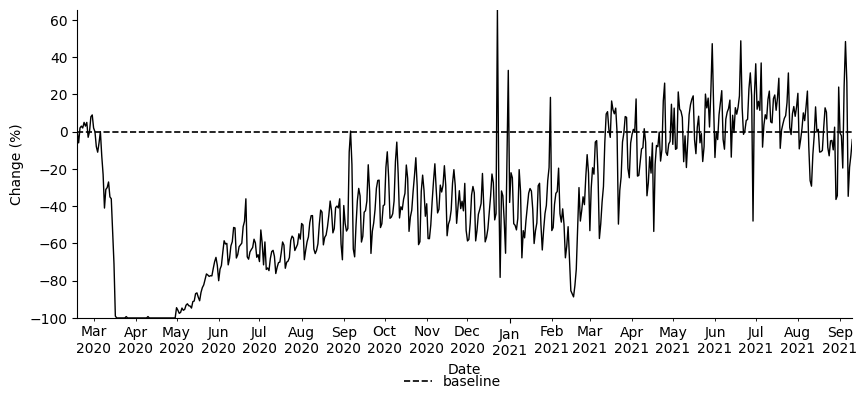 60
40
20
0
−20
−40
−60
−80
−100
Change (%)
Mar Apr May Jun Jul Aug Sep Oct Nov Dec Jan Feb Mar Apr May Jun Jul Aug Sep
2020 2020 2020 2020 2020 2020 2020 2020 2020 2020 2021 2021 2021 2021 2021 2021 2021 2021 2021
Date
baseline